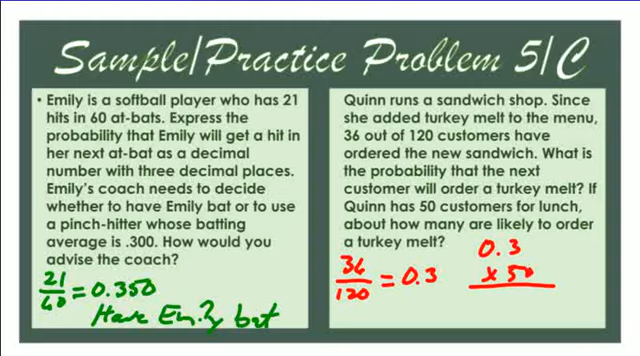 Sample/Practice Problem 5/C
• Emily is a softball player who has 21
hits in 60 at-bats. Express the
probability that Emily will get a hit in
her next at-bat as a decimal
number with three decimal places.
Emily's coach needs to decide
whether to have Emily bat or to use
a pinch-hitter whose batting
average is .300. How would you
advise the coach?
21/60 = 0.350
Have Emily bat
Quinn runs a sandwich shop. Since
she added turkey melt to the menu,
36 out of 120 customers have
ordered the new sandwich. What is
the probability that the next
customer will order a turkey melt? If
Quinn has 50 customers for lunch,
about how many are likely to order
a turkey melt?
36/120 = 0.3
0.3
x 50